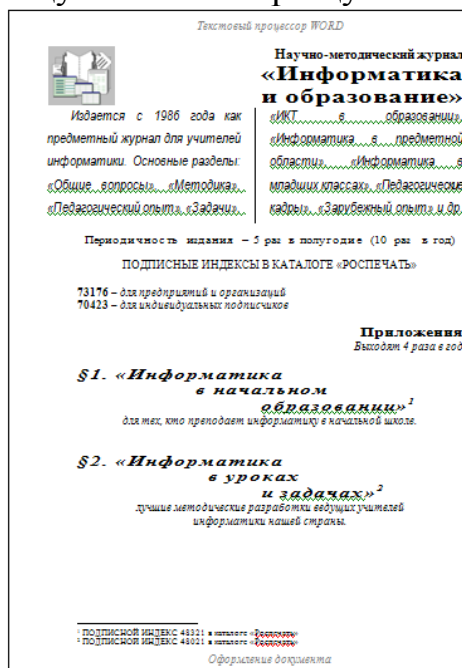 Текстовый процессор WORD
Научно-методический журнал
«Информатика
и образование»
Издается с 1986 года как
предметный журнал для учителей
информатики. Основные разделы:
«Общие вопросы», «Методика»,
«Педагогический опыт», «Задачи»,
«ИКТ в образовании»,
«Информатика в предметной
области», «Информатика в
младших классах», «Педагогические
кадры», «Зарубежный опыт» и др.
Периодичность издания – 5 раз в полугодие (10 раз в год)
ПОДПИСНЫЕ ИНДЕКСЫ В КАТАЛОГЕ «РОСПЕЧАТЬ»
73176 – для предприятий и организаций
70423 – для индивидуальных подписчиков
Приложения
Выходят 4 раза в год
§1. «Информатика
в начальном
образовании»1
для тех, кто преподает информатику в начальной школе.
§2. «Информатика
в уроках
и задачах»2
лучшие методические разработки ведущих учителей
информатики нашей страны.
1 ПОДПИСНОЙ ИНДЕКС 48321 в каталоге «Роспечать»
2 ПОДПИСНОЙ ИНДЕКС 48021 в каталоге «Роспечать»
Оформление документа